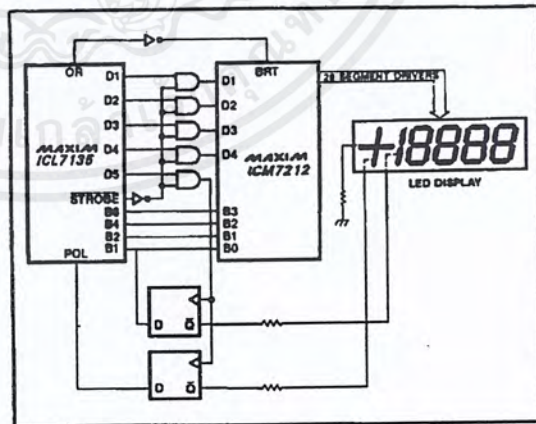 OR
BRT
D1
D2
D3
D4
D5
STROBE
B8
B4
B2
B1
POL
MAXIM
ICL7135
D1
D2
D3
D4
B3
B2
B1
B0
MAXIM
ICM7212
28 SEGMENT DRIVERS
+18888
LED DISPLAY
D Q
D Q